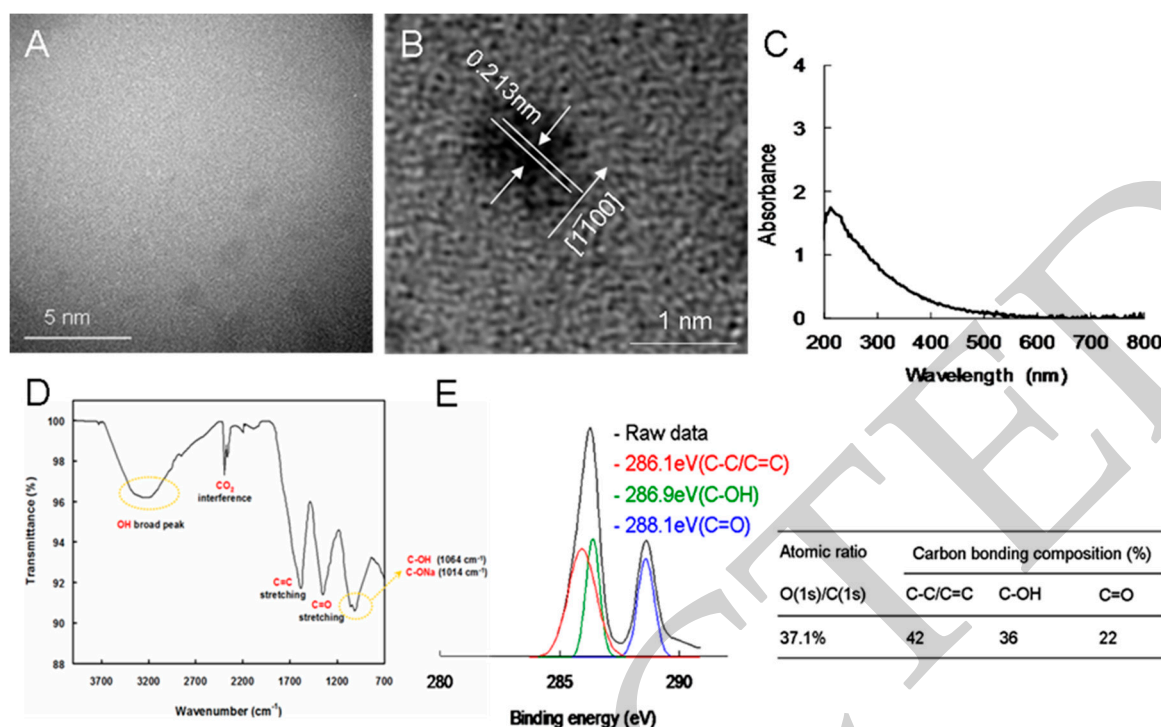 A
5 nm
B
0.213nm
[1̄100]
1 nm
C
Absorbance
4
3
2
1
0
200 300 400 500 600 700 800
Wavelength (nm)
D
Transmittance (%)
100
98
96
94
92
90
88
OH broad peak
CO2
interference
C=C
stretching
C=O
stretching
C-OH (1064 cm-1)
C-ONa (1014 cm-1)
3700 3200 2700 2200 1700 1200 700
Wavenumber (cm-1)
E
- Raw data
- 286.1eV(C-C/C=C)
- 286.9eV(C-OH)
- 288.1eV(C=O)
280 285 290
Binding energy (eV)
Atomic ratio Carbon bonding composition (%)
O(1s)/C(1s) C-C/C=C C-OH C=O
37.1% 42 36 22
CTED